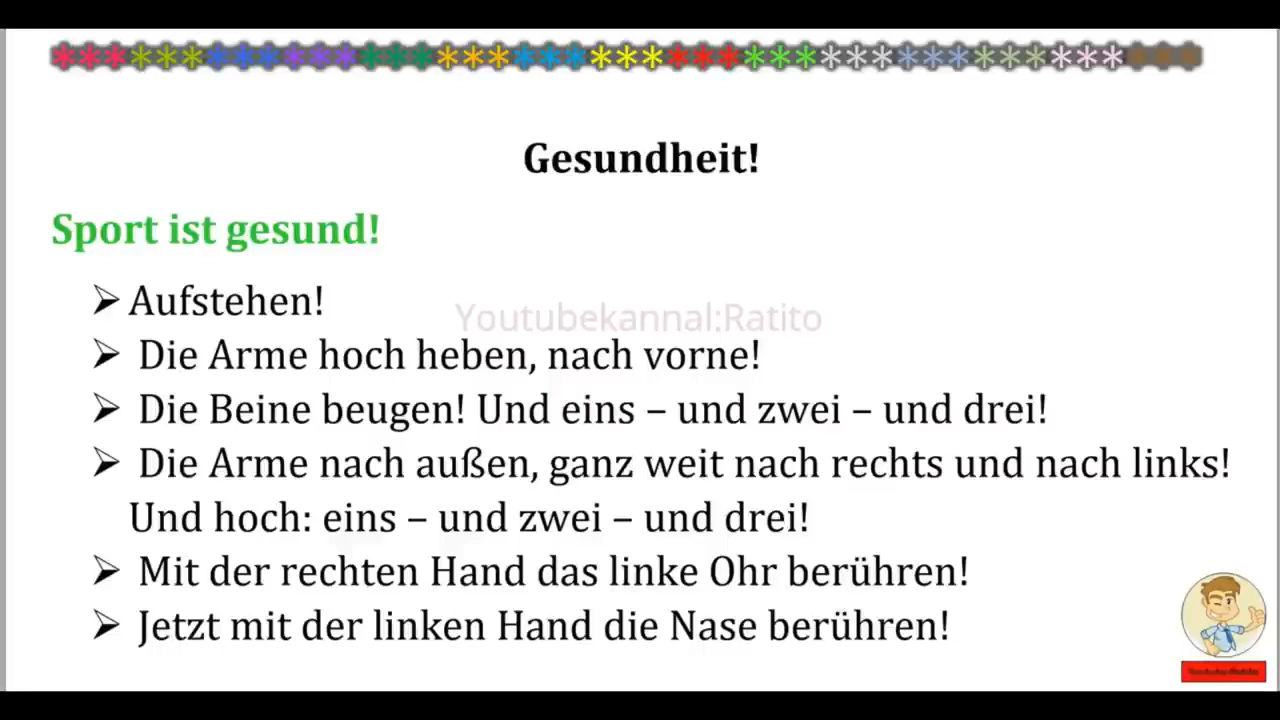 Gesundheit!
Sport ist gesund!
➢ Aufstehen!
Youtubekannal:Ratito
➢ Die Arme hoch heben, nach vorne!
➢ Die Beine beugen! Und eins – und zwei – und drei!
➢ Die Arme nach außen, ganz weit nach rechts und nach links!
Und hoch: eins – und zwei – und drei!
➢ Mit der rechten Hand das linke Ohr berühren!
➢ Jetzt mit der linken Hand die Nase berühren!